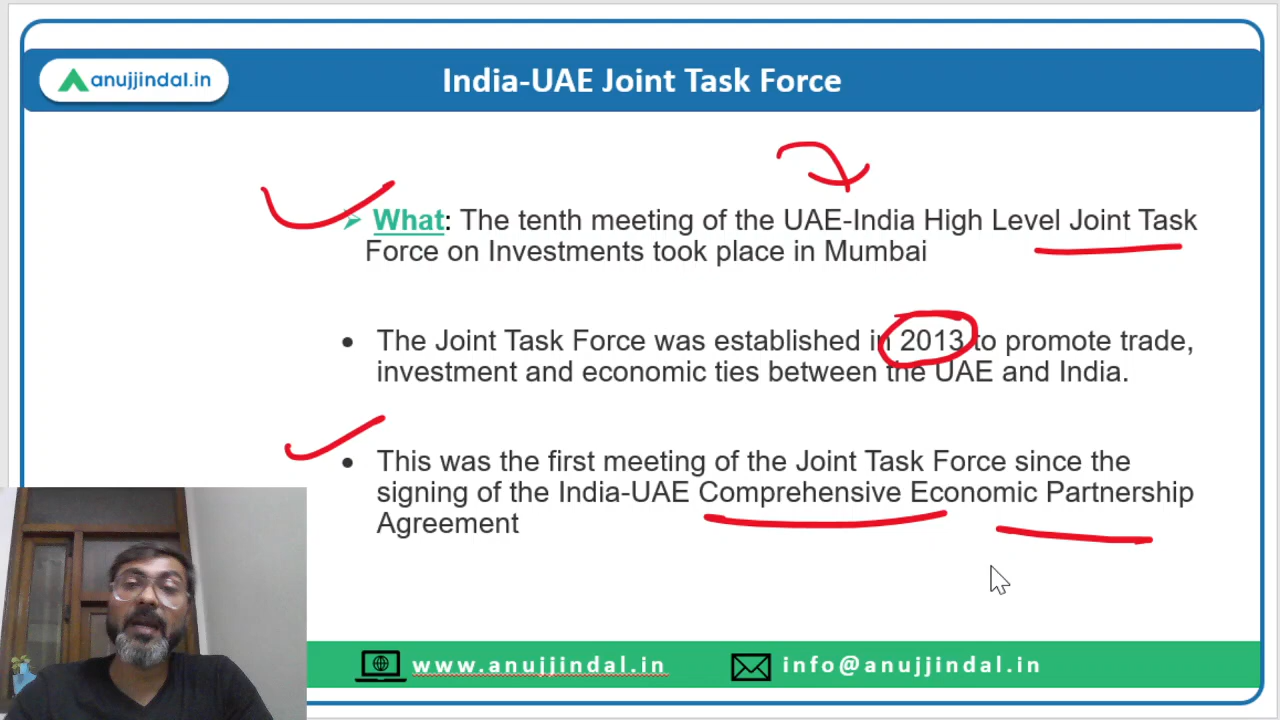 anujjindal.in
India-UAE Joint Task Force
What: The tenth meeting of the UAE-India High Level Joint Task
Force on Investments took place in Mumbai
The Joint Task Force was established in 2013 to promote trade,
investment and economic ties between the UAE and India.
This was the first meeting of the Joint Task Force since the
signing of the India-UAE Comprehensive Economic Partnership
Agreement
www.anujjindal.in
info@anujjindal.in